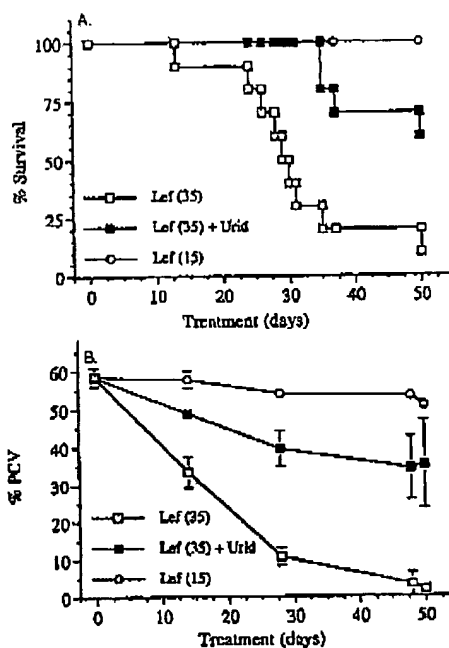 A.
% Survival
100
75
50
25
0
Lef (35)
Lef (35) + Urid
Lef (15)
0 10 20 30 40 50
Treatment (days)
B.
% PCV
60
50
40
30
20
10
0
Lef (35)
Lef (35) + Urid
Lef (15)
0 10 20 30 40 50
Treatment (days)